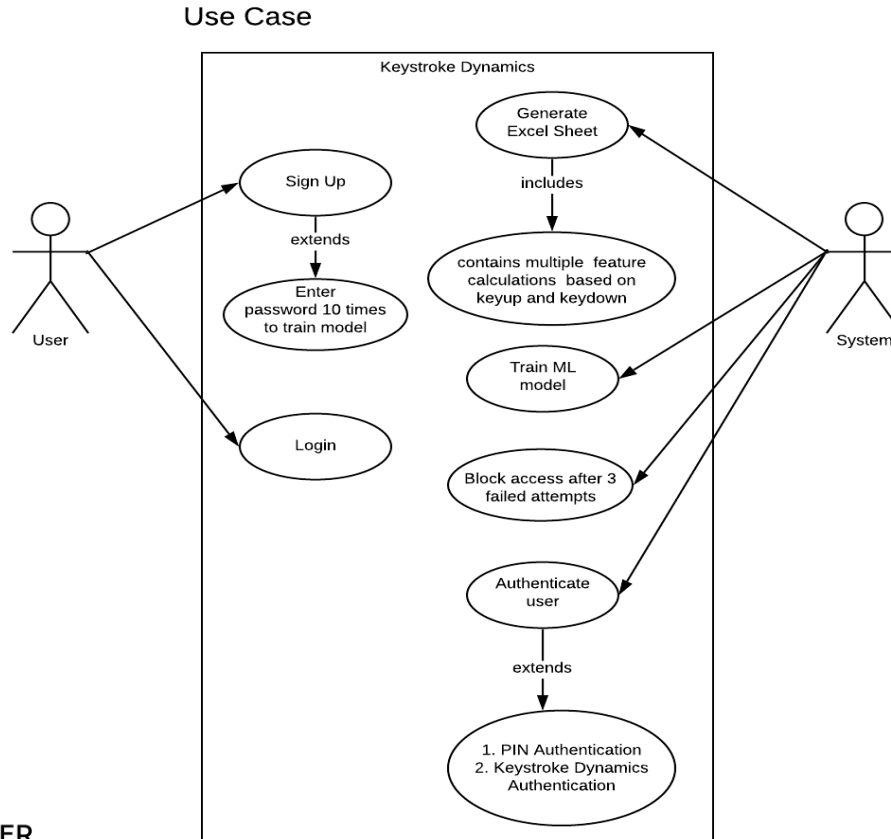 Use Case
Keystroke Dynamics
Generate
Excel Sheet
Sign Up
includes
extends
contains multiple feature
calculations based on
keyup and keydown
Enter
password 10 times
to train model
User
System
Train ML
model
Login
Block access after 3
failed attempts
Authenticate
user
extends
1. PIN Authentication
2. Keystroke Dynamics
Authentication
ER